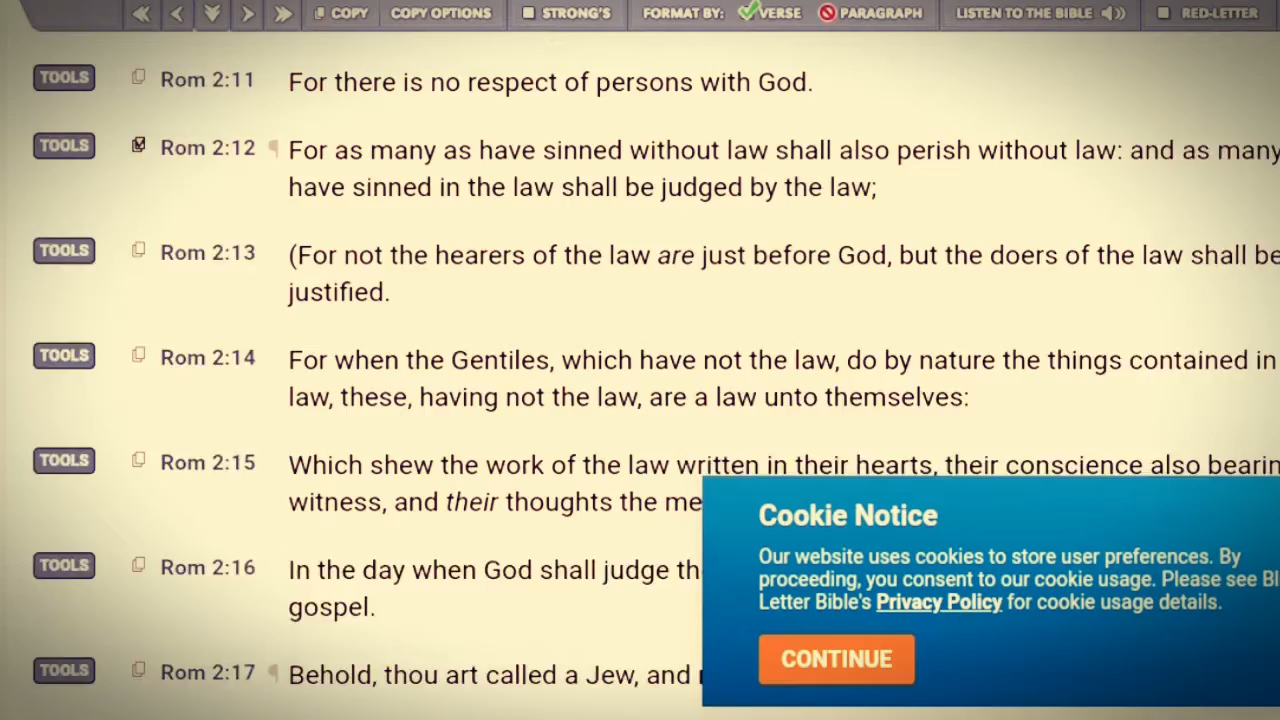 COPY COPY OPTIONS STRONG'S FORMAT BY: VERSE PARAGRAPH LISTEN TO THE BIBLE RED-LETTER
TOOLS Rom 2:11 For there is no respect of persons with God.
TOOLS Rom 2:12 ¶ For as many as have sinned without law shall also perish without law: and as many
have sinned in the law shall be judged by the law;
TOOLS Rom 2:13 (For not the hearers of the law are just before God, but the doers of the law shall be
justified.
TOOLS Rom 2:14 For when the Gentiles, which have not the law, do by nature the things contained in
law, these, having not the law, are a law unto themselves:
TOOLS Rom 2:15 Which shew the work of the law written in their hearts, their conscience also bearin
witness, and their thoughts the me
TOOLS Rom 2:16 In the day when God shall judge th
gospel.
TOOLS Rom 2:17 ¶ Behold, thou art called a Jew, and
Cookie Notice
Our website uses cookies to store user preferences. By
proceeding, you consent to our cookie usage. Please see Bl
Letter Bible's Privacy Policy for cookie usage details.
CONTINUE